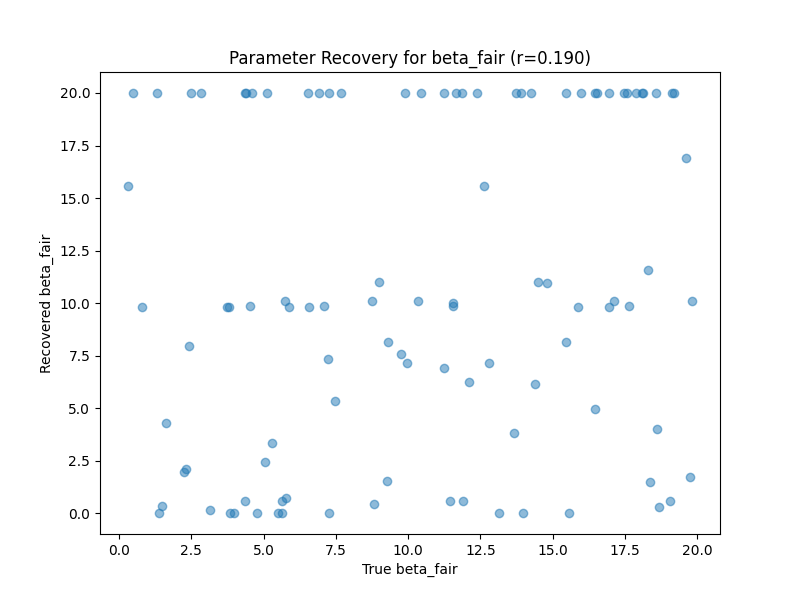 Parameter Recovery for beta_fair (r=0.190)
20.0
17.5
15.0
12.5
10.0
7.5
5.0
2.5
0.0
Recovered beta_fair
0.0 2.5 5.0 7.5 10.0 12.5 15.0 17.5 20.0
True beta_fair